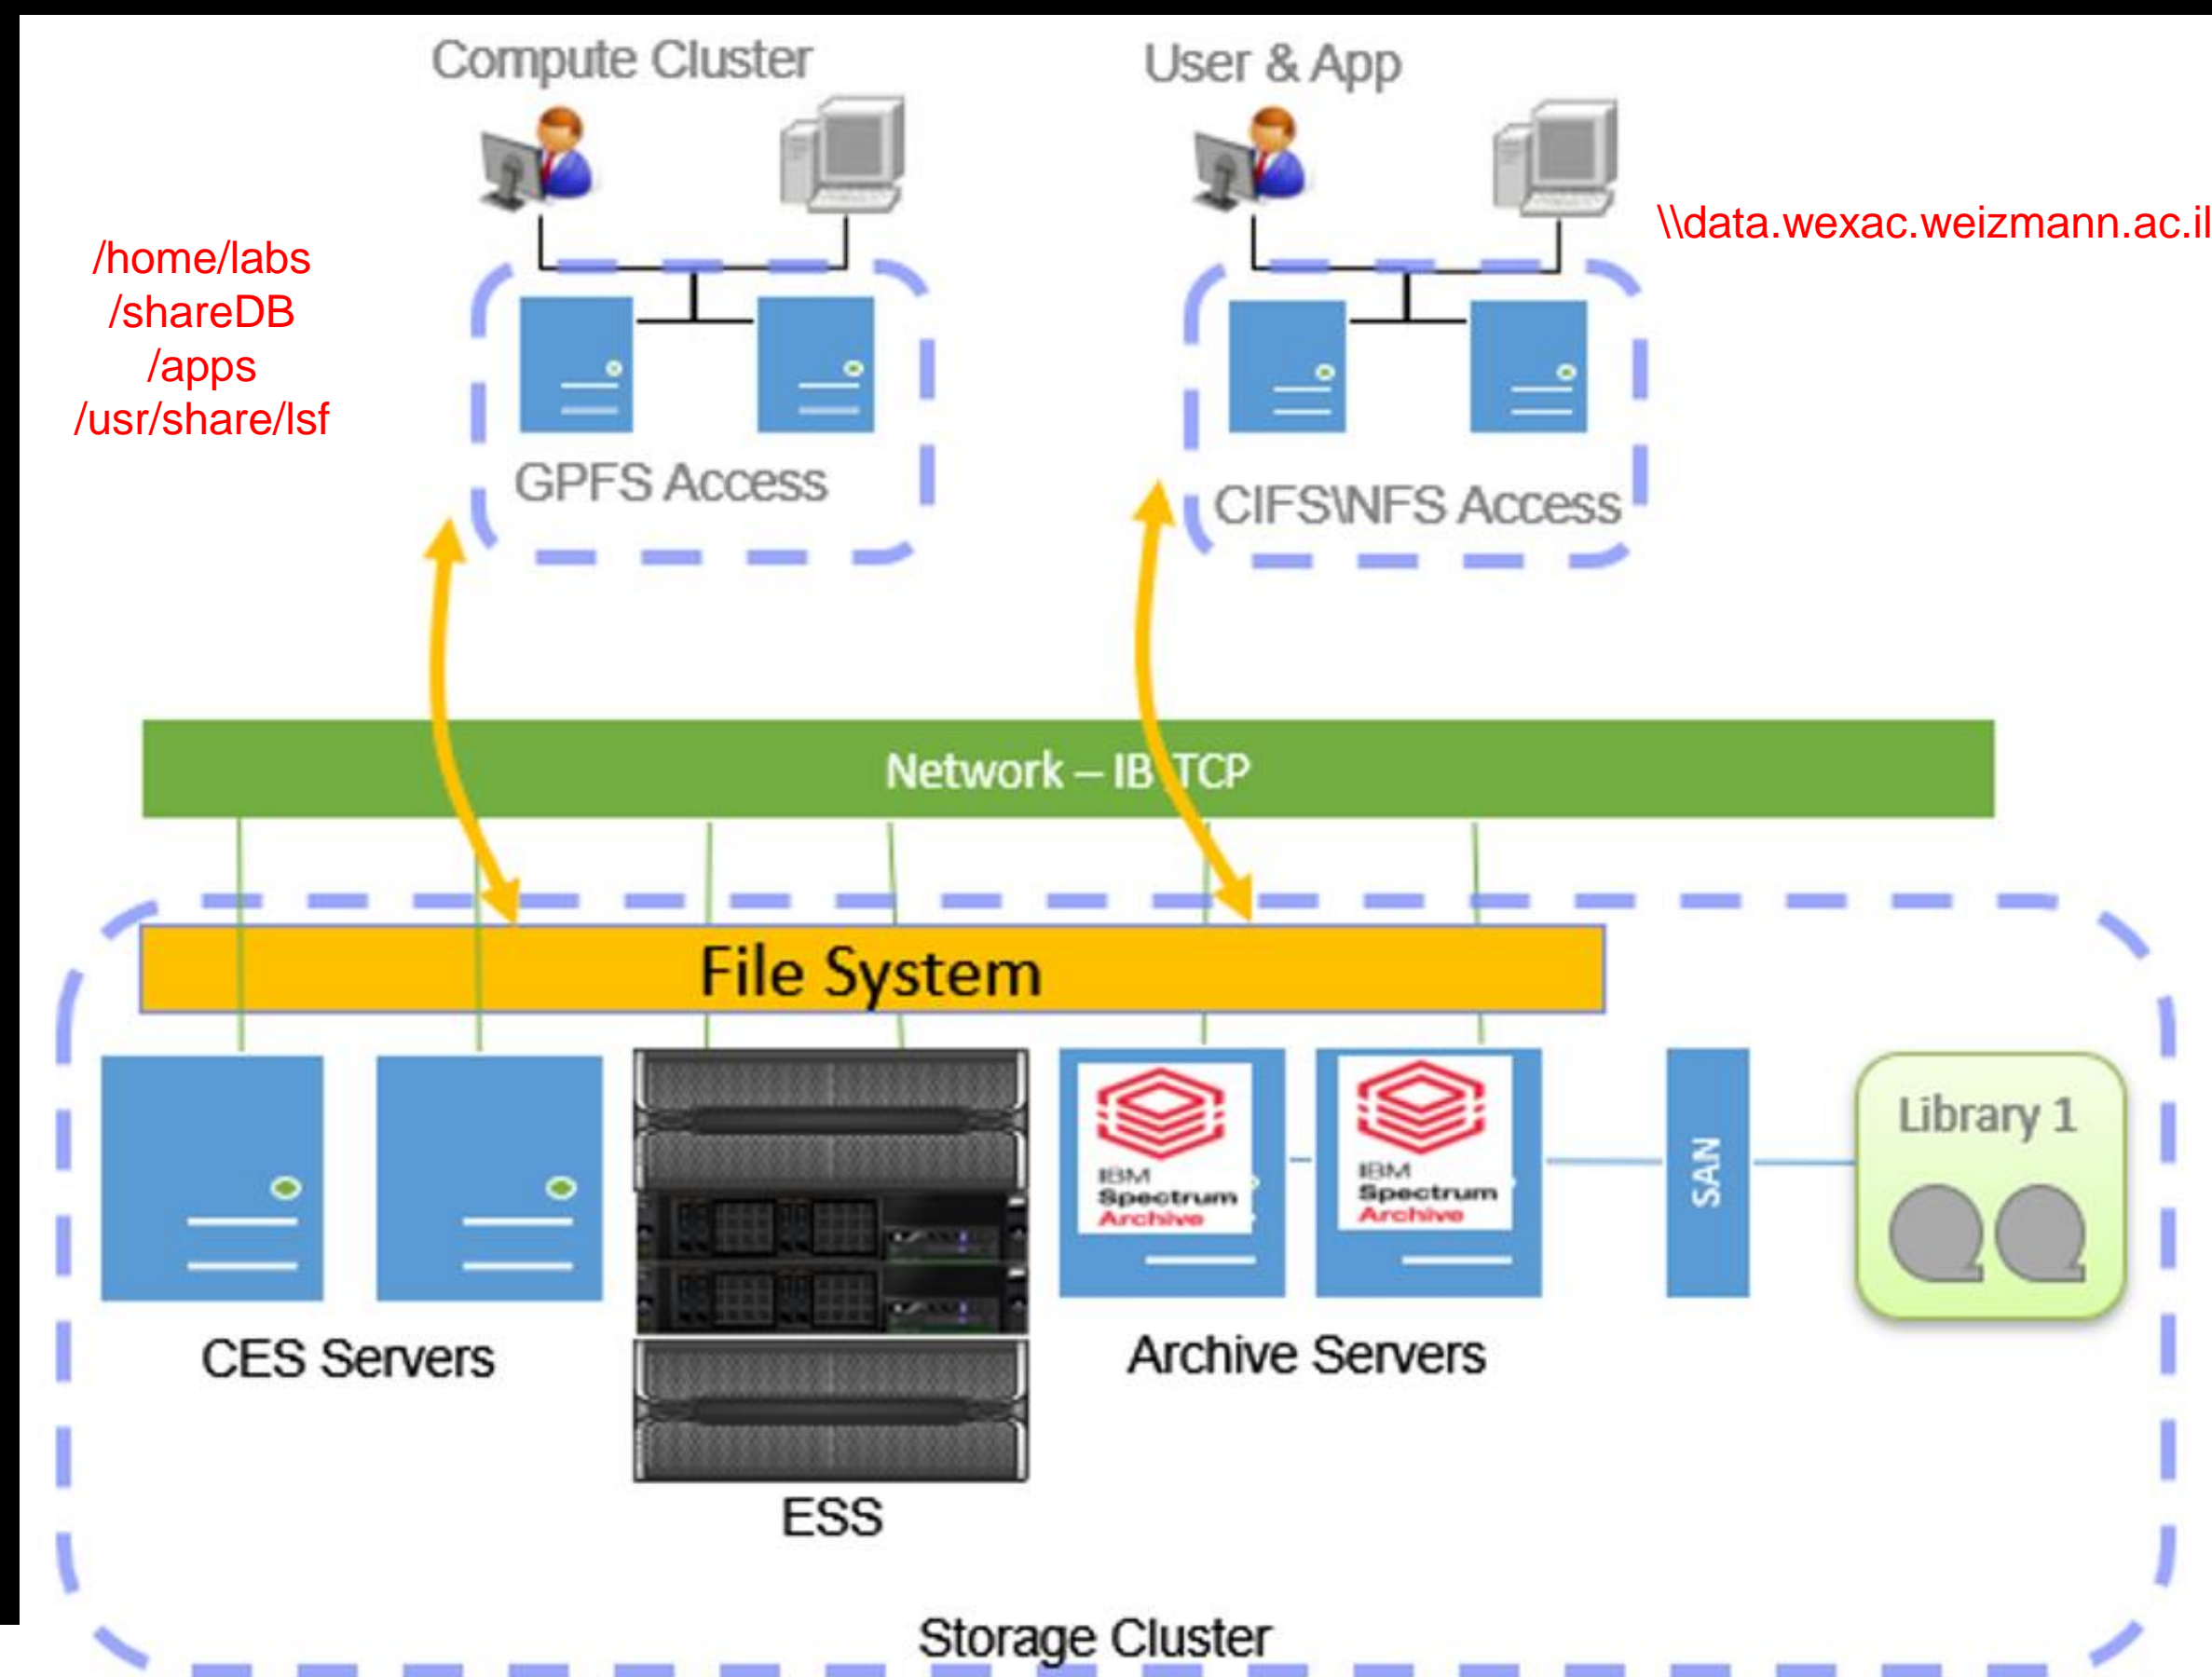 Compute Cluster
User & App
\\data.wexac.weizmann.ac.il
/home/labs
/shareDB
/apps
/usr/share/lsf
GPFS Access
CIFS\NFS Access
Network – IB TCP
File System
IBM
Spectrum
Archive
IBM
Spectrum
Archive
SAN
Library 1
CES Servers
Archive Servers
ESS
Storage Cluster